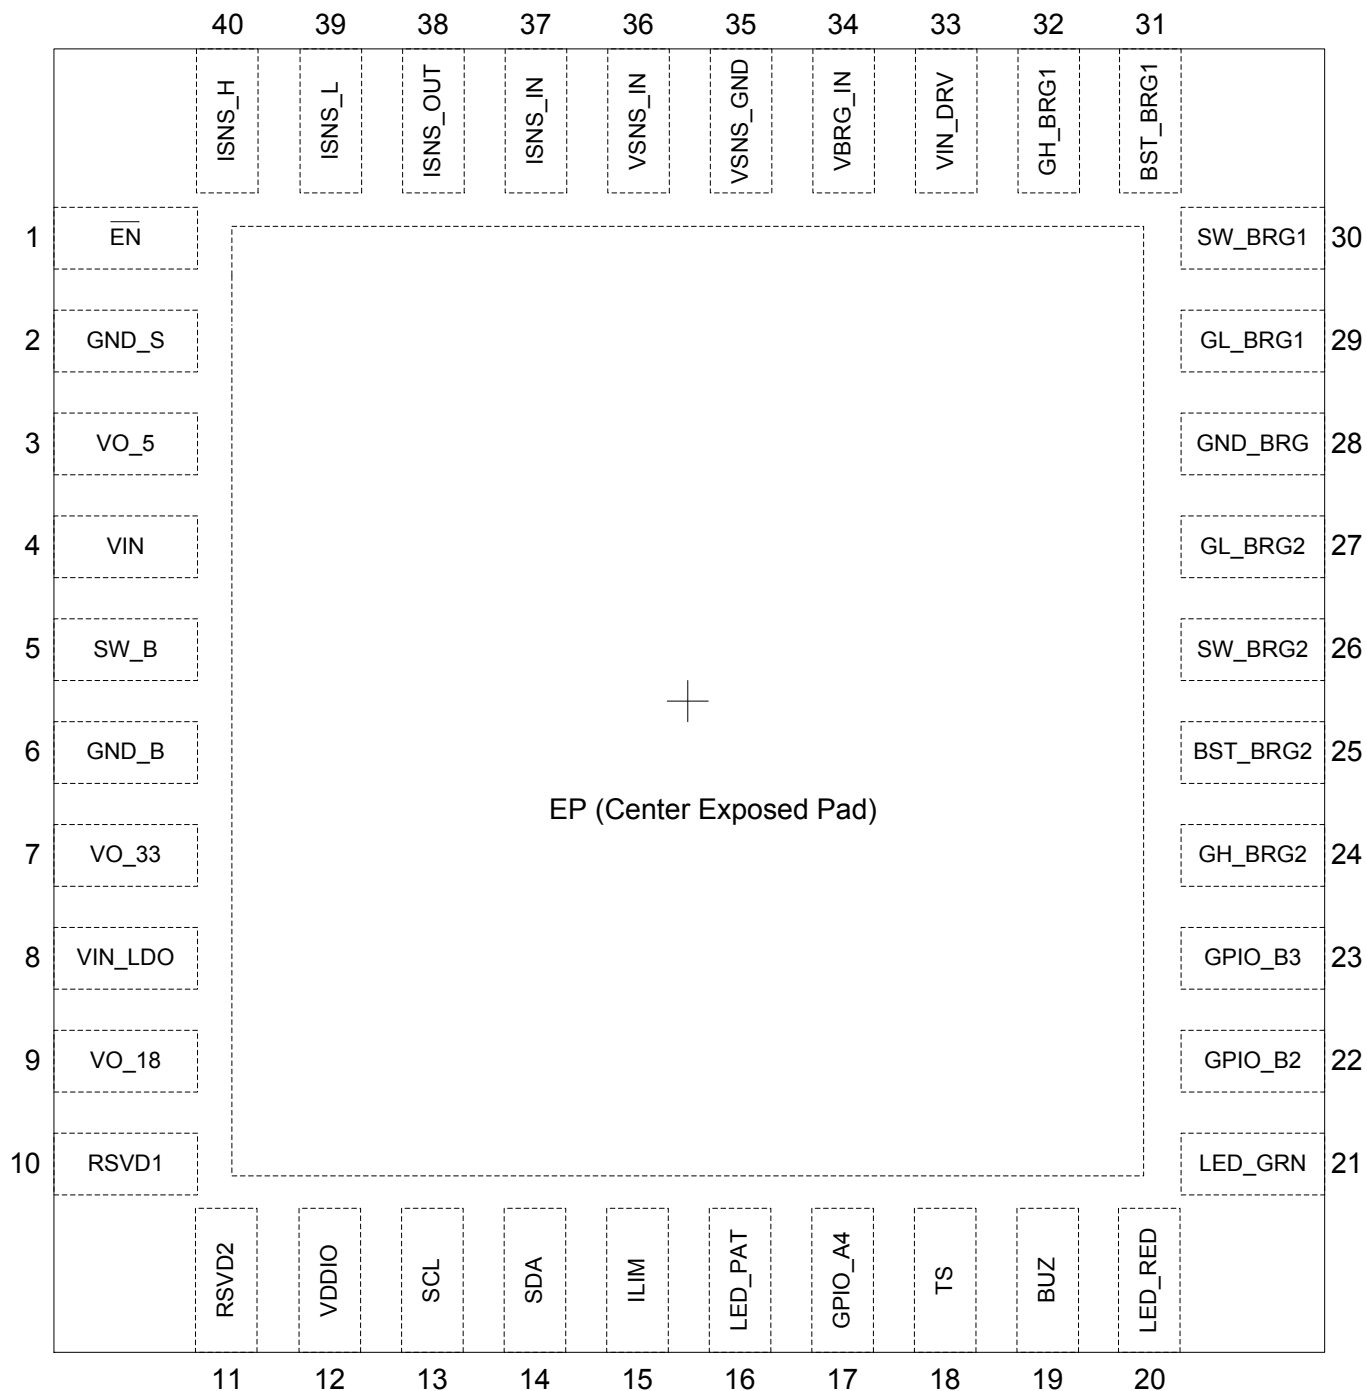 40 39 38 37 36 35 34 33 32 31
ISNS_H ISNS_L ISNS_OUT ISNS_IN VSNS_IN VSNS_GND VBRG_IN VIN_DRV GH_BRG1 BST_BRG1
1 EN SW_BRG1 30
2 GND_S GL_BRG1 29
3 VO_5 GND_BRG 28
4 VIN GL_BRG2 27
5 SW_B SW_BRG2 26
6 GND_B BST_BRG2 25
EP (Center Exposed Pad)
7 VO_33 GH_BRG2 24
8 VIN_LDO GPIO_B3 23
9 VO_18 GPIO_B2 22
10 RSVD1 LED_GRN 21
RSVD2 VDDIO SCL SDA ILIM LED_PAT GPIO_A4 TS BUZ LED_RED
11 12 13 14 15 16 17 18 19 20